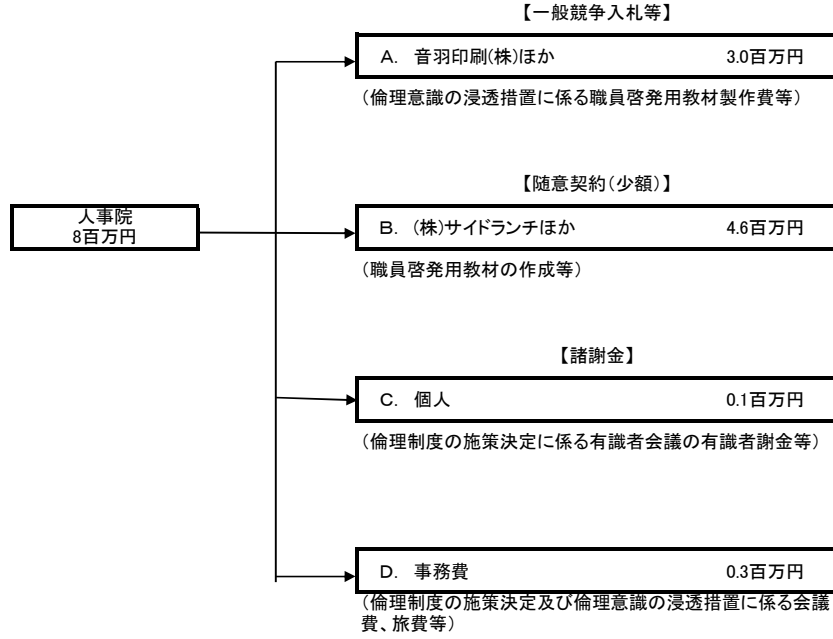 【一般競争入札等】
A. 音羽印刷(株)ほか 3.0百万円
(倫理意識の浸透措置に係る職員啓発用教材製作費等)
【随意契約(少額)】
人事院
8百万円
B. (株)サイドランチほか 4.6百万円
(職員啓発用教材の作成等)
【諸謝金】
C. 個人 0.1百万円
(倫理制度の施策決定に係る有識者会議の有識者謝金等)
D. 事務費 0.3百万円
(倫理制度の施策決定及び倫理意識の浸透措置に係る会議
費、旅費等)